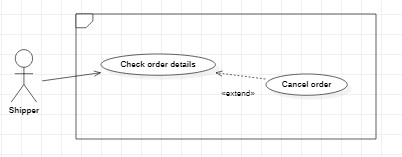 Check order details
Cancel order
«extend»
Shipper